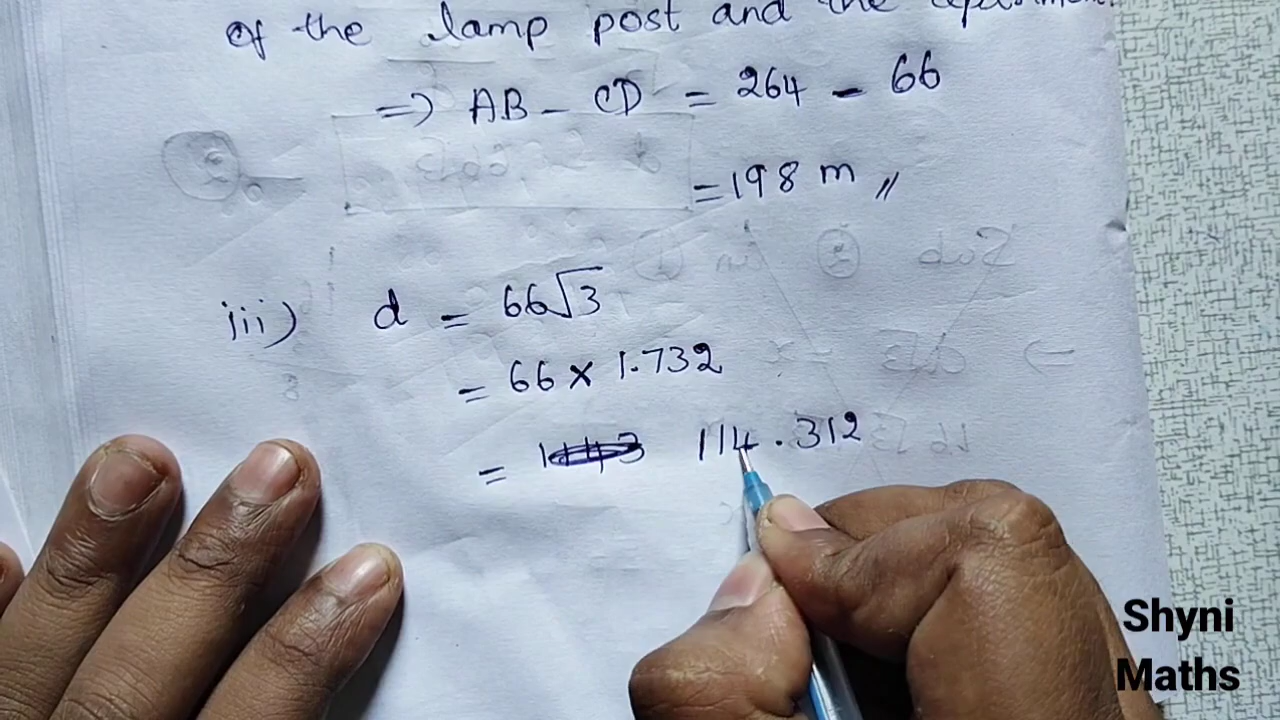 of the lamp post and the
=> AB - CD = 264 - 66
= 198 m //
iii) d = 66√3
= 66 × 1.732
= 114.312
Shyni
Maths